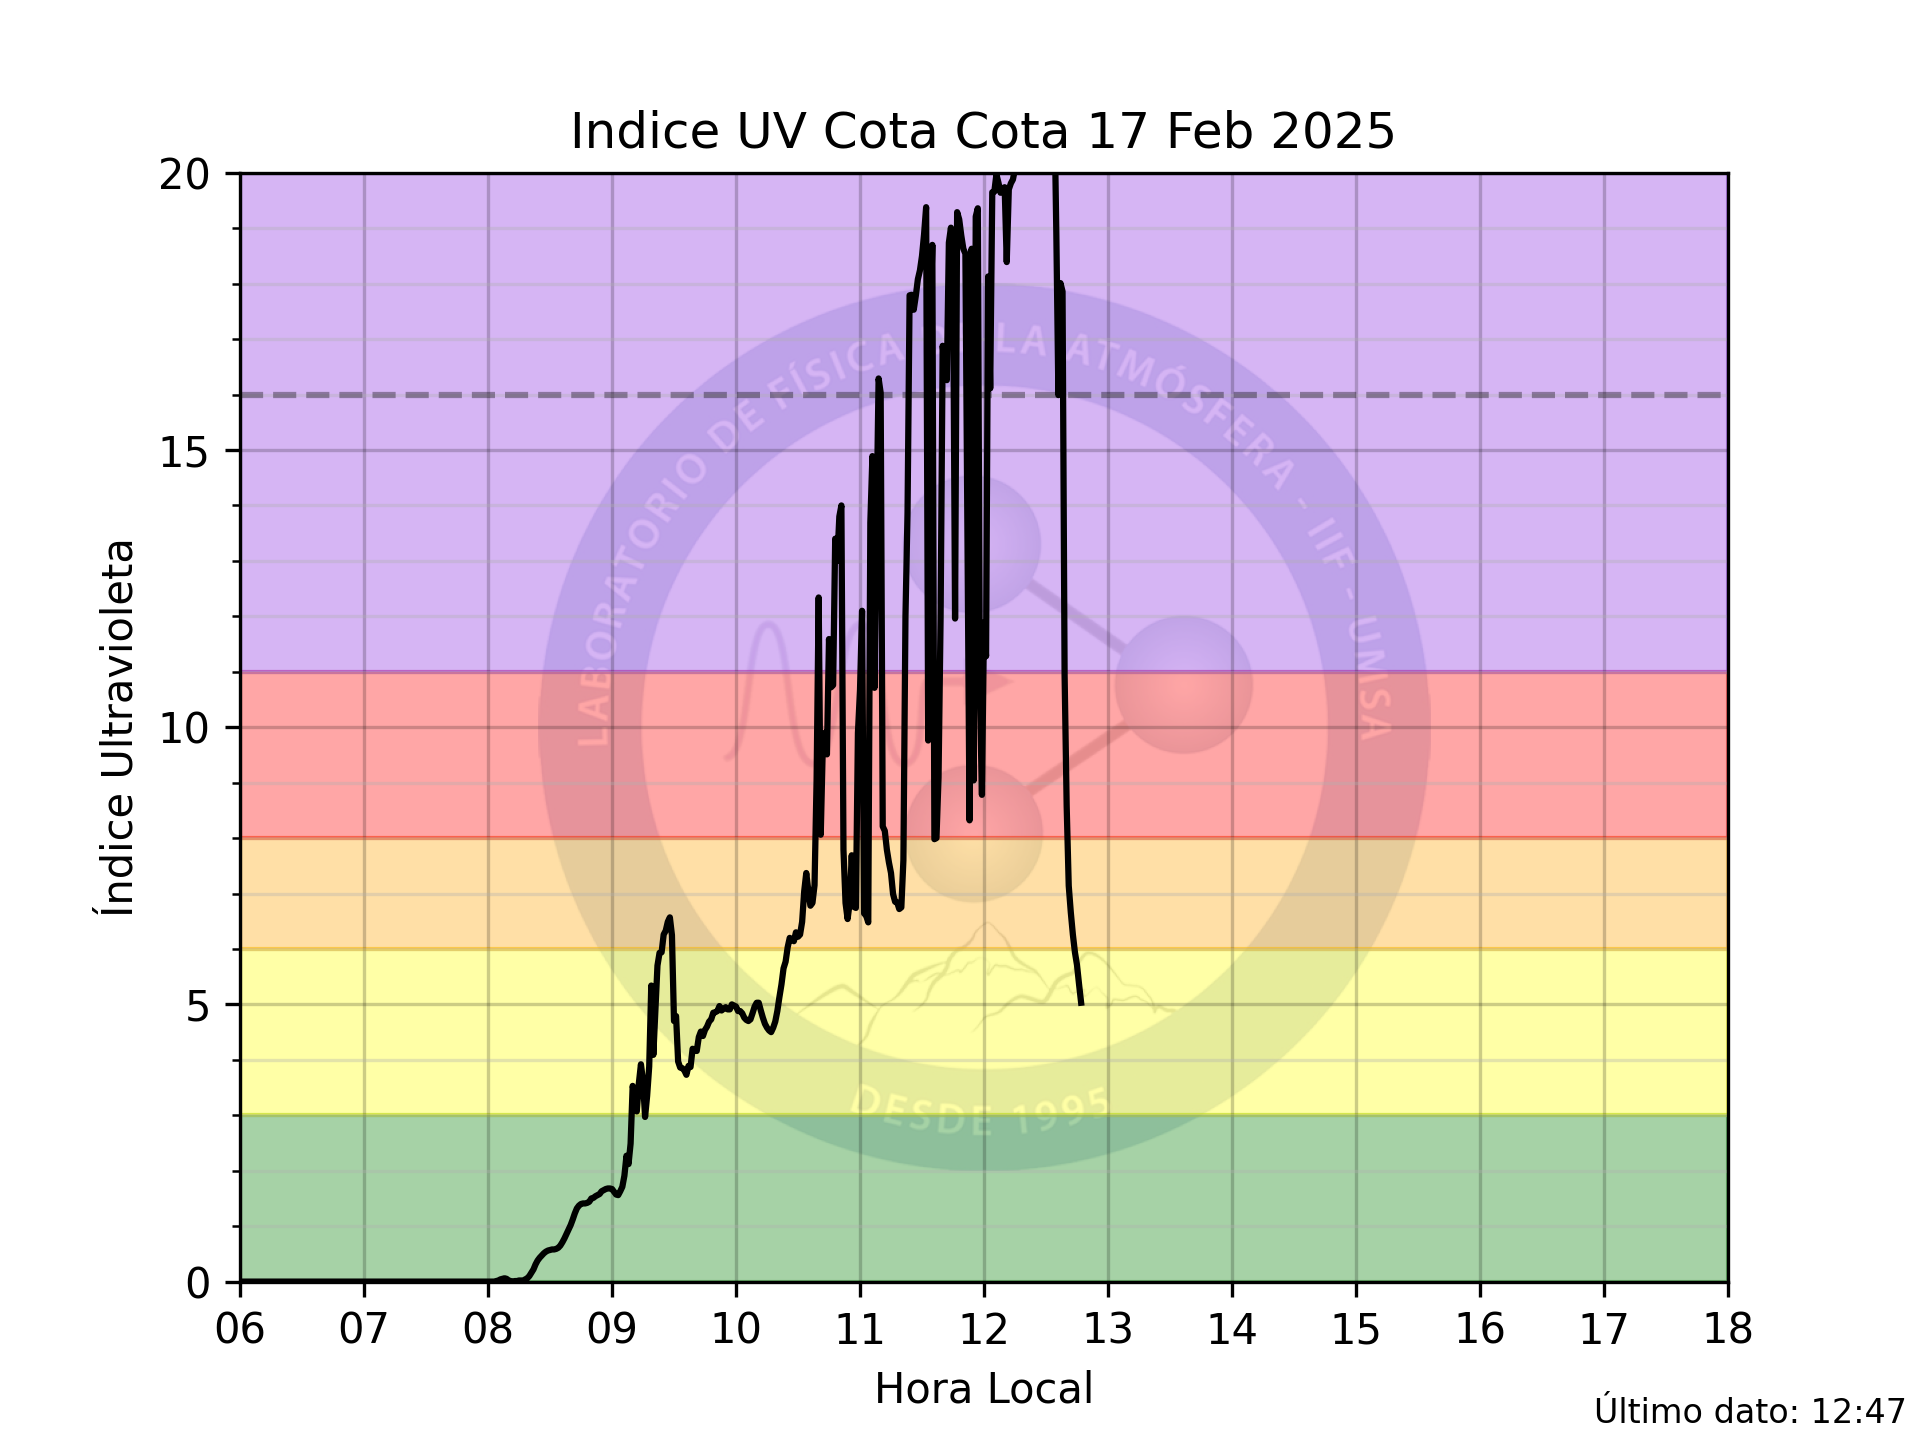 Indice UV Cota Cota 17 Feb 2025
20
15
10
5
0
Índice Ultravioleta
LABORATORIO DE FÍSICA DE LA ATMÓSFERA - IIF - UMSA
DESDE 1995
06 07 08 09 10 11 12 13 14 15 16 17 18
Hora Local
Último dato: 12:47